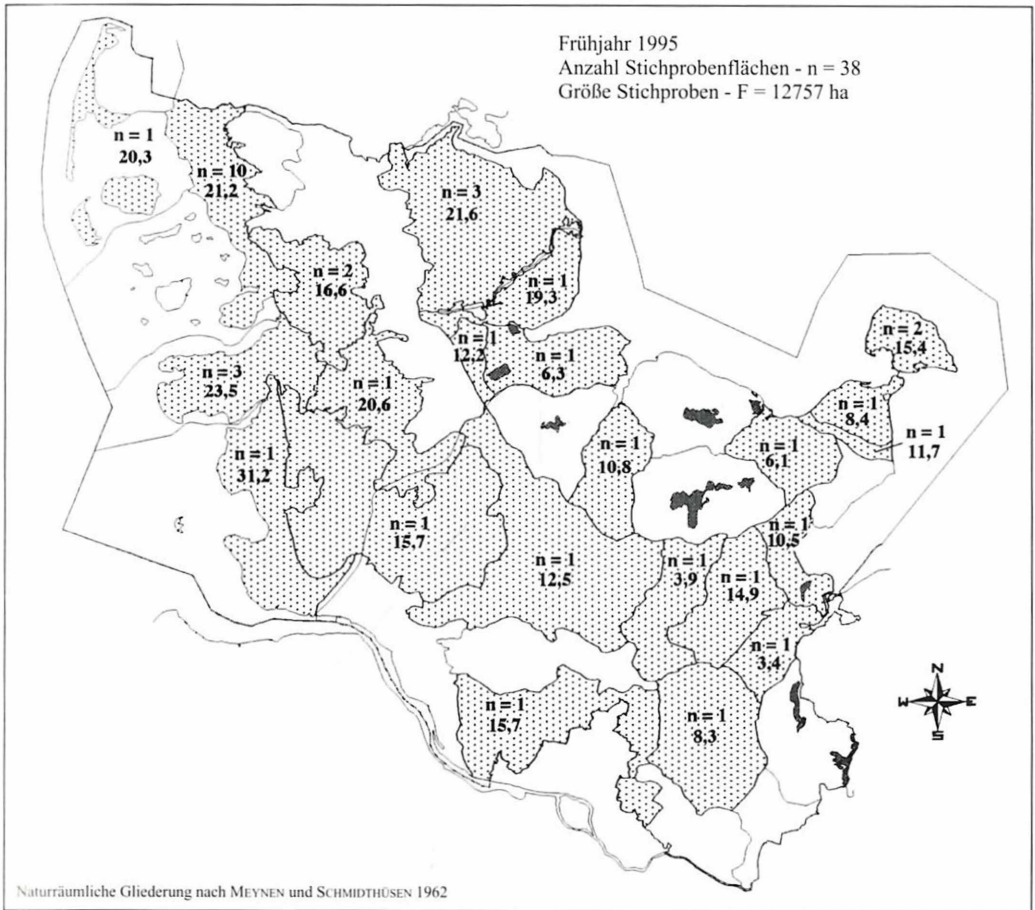 Frühjahr 1995
Anzahl Stichprobenflächen - n = 38
Größe Stichproben - F = 12757 ha
n = 1
20,3
n = 10
21,2
n = 3
21,6
n = 2
16,6
n = 1
19,3
n = 1
12,2
n = 1
6,3
n = 2
15,4
n = 3
23,5
n = 1
20,6
n = 1
8,4
n = 1
11,7
n = 1
31,2
n = 1
10,8
n = 1
6,1
n = 1
15,7
n = 1
10,5
n = 1
12,5
n = 1
3,9
n = 1
14,9
n = 1
3,4
n = 1
15,7
n = 1
8,3
N
W E
S
Naturräumliche Gliederung nach MEYNEN und SCHMIDTHÜSEN 1962